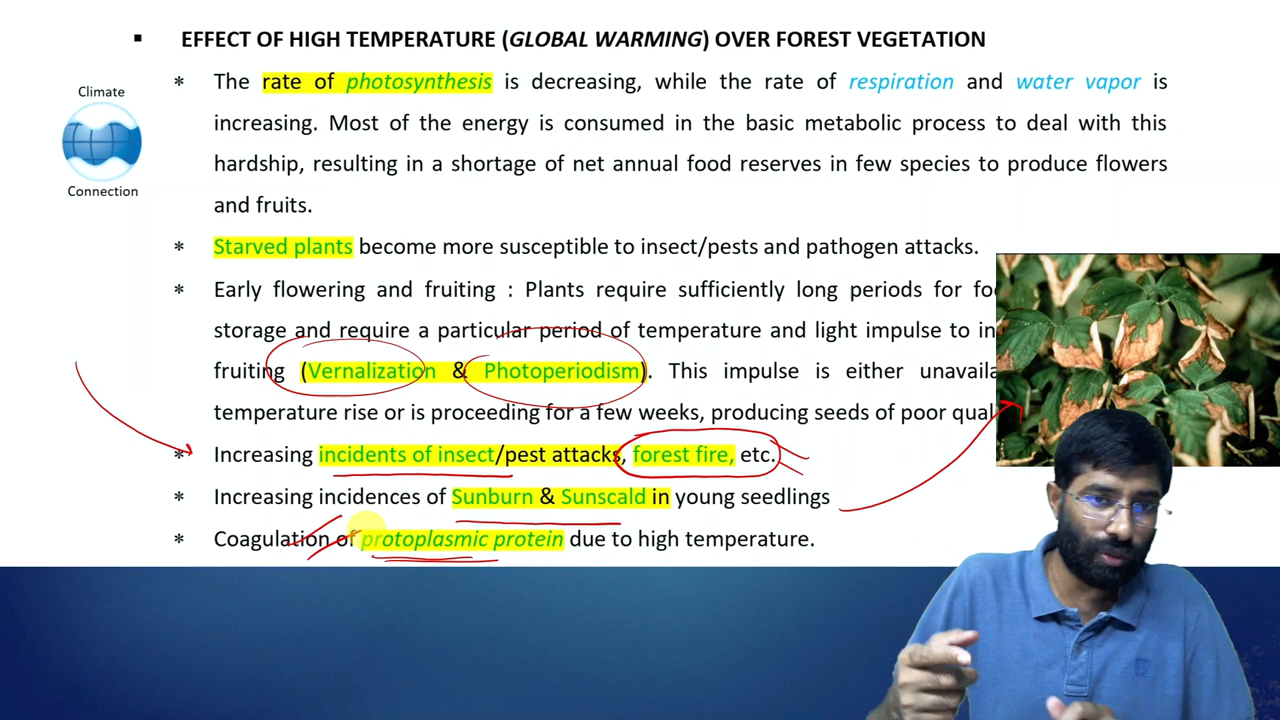 ▪ EFFECT OF HIGH TEMPERATURE (GLOBAL WARMING) OVER FOREST VEGETATION
Climate
Connection
* The rate of photosynthesis is decreasing, while the rate of respiration and water vapor is
increasing. Most of the energy is consumed in the basic metabolic process to deal with this
hardship, resulting in a shortage of net annual food reserves in few species to produce flowers
and fruits.
* Starved plants become more susceptible to insect/pests and pathogen attacks.
* Early flowering and fruiting : Plants require sufficiently long periods for
storage and require a particular period of temperature and light impulse to
fruiting (Vernalization & Photoperiodism). This impulse is either
temperature rise or is proceeding for a few weeks, producing seeds of poor
* Increasing incidents of insect/pest attacks, forest fire, etc.
* Increasing incidences of Sunburn & Sunscald in young seedlings
* Coagulation of protoplasmic protein due to high temperature.